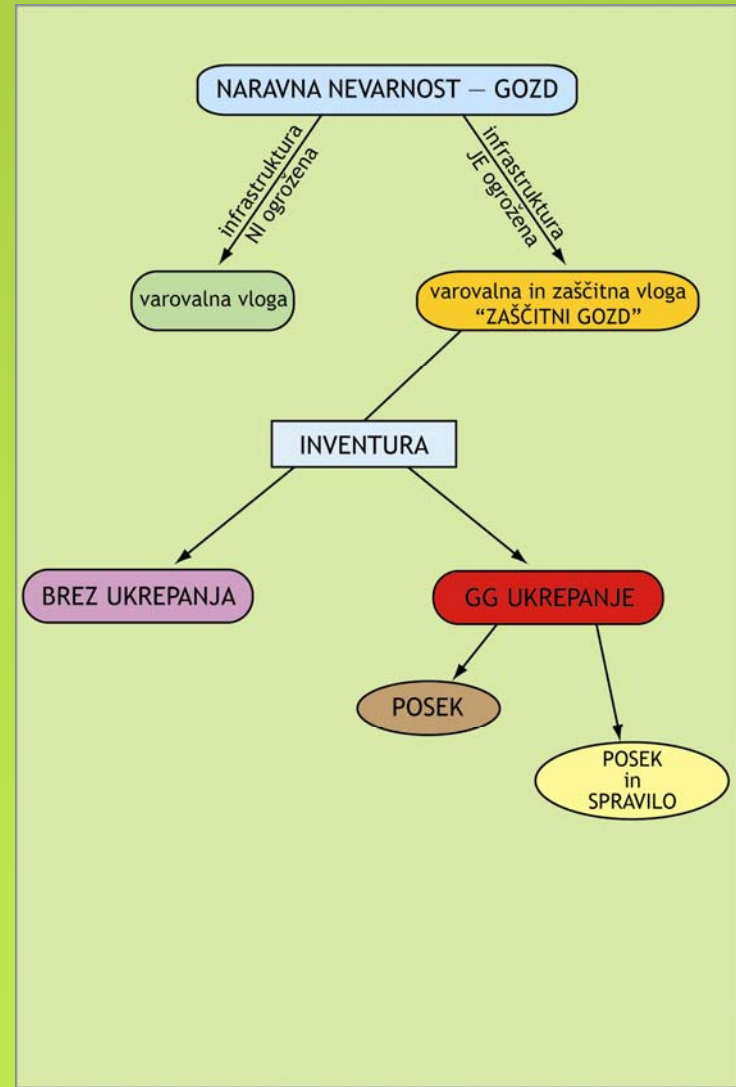 NARAVNA NEVARNOST — GOZD
infrastruktura
NI ogrožena
infrastruktura
JE ogrožena
varovalna vloga
varovalna in zaščitna vloga
“ZAŠČITNI GOZD”
INVENTURA
BREZ UKREPANJA
GG UKREPANJE
POSEK
POSEK
in
SPRAVILO